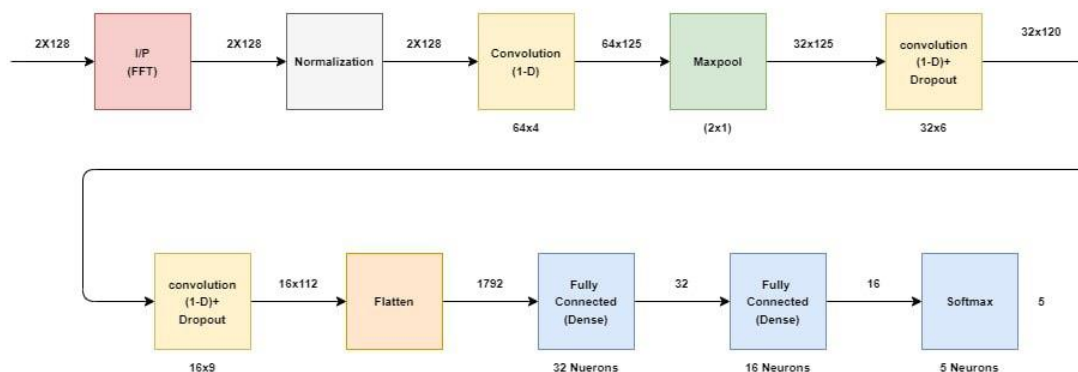 2X128
I/P
(FFT)
2X128
Normalization
2X128
Convolution
(1-D)
64x4
64x125
Maxpool
(2x1)
32x125
convolution
(1-D)+
Dropout
32x6
32x120
convolution
(1-D)+
Dropout
16x9
16x112
Flatten
1792
Fully
Connected
(Dense)
32 Nuerons
32
Fully
Connected
(Dense)
16 Neurons
16
Softmax
5 Neurons
5